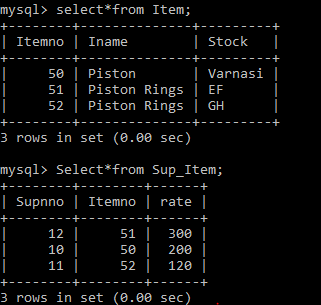 mysql> select*from Item;
+--------+--------------+---------+
| Itemno | Iname        | Stock   |
+--------+--------------+---------+
|     50 | Piston       | Varnasi |
|     51 | Piston Rings | EF      |
|     52 | Piston Rings | GH      |
+--------+--------------+---------+
3 rows in set (0.00 sec)

mysql> Select*from Sup_Item;
+--------+--------+------+
| Supnno | Itemno | rate |
+--------+--------+------+
|     12 |     51 |  300 |
|     10 |     50 |  200 |
|     11 |     52 |  120 |
+--------+--------+------+
3 rows in set (0.00 sec)